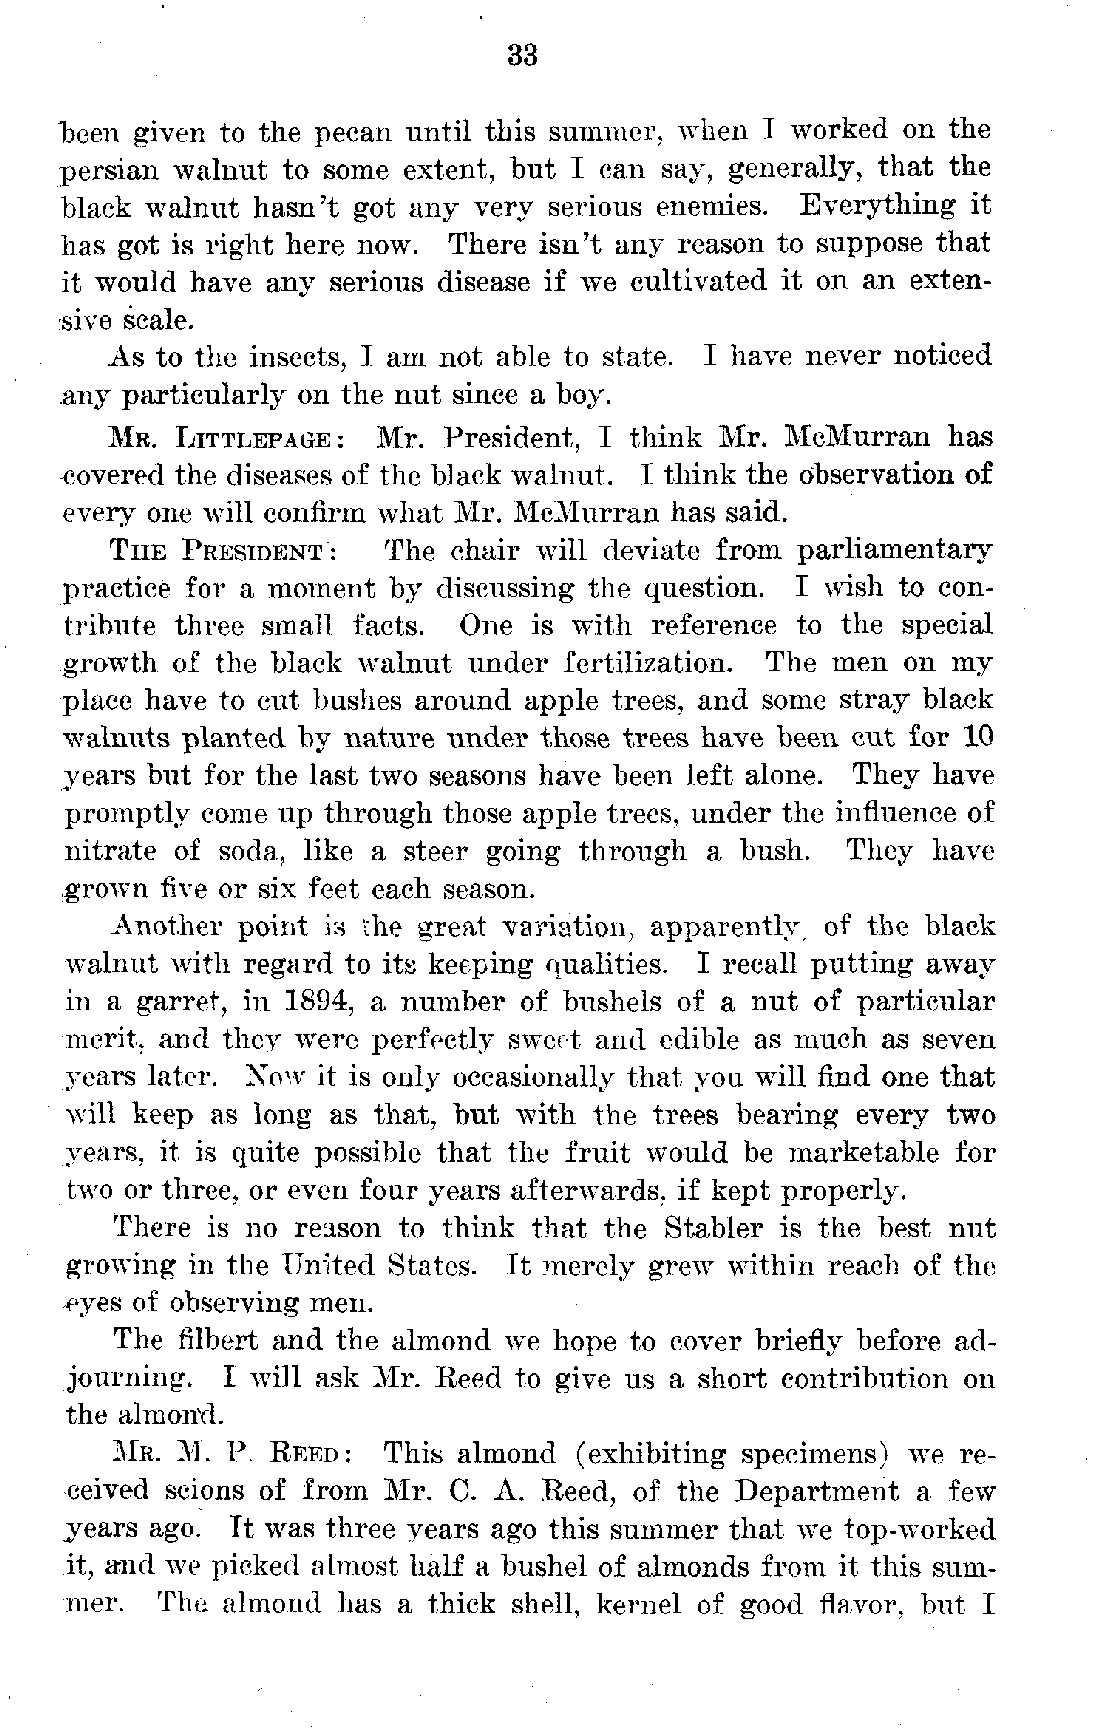 33
been given to the pecan until this summer, when I worked on the
persian walnut to some extent, but I can say, generally, that the
black walnut hasn't got any very serious enemies. Everything it
has got is right here now. There isn't any reason to suppose that
it would have any serious disease if we cultivated it on an exten-
sive scale.
As to the insects, I am not able to state. I have never noticed
any particularly on the nut since a boy.
MR. LITTLEPAGE: Mr. President, I think Mr. McMurran has
covered the diseases of the black walnut. I think the observation of
every one will confirm what Mr. McMurran has said.
THE PRESIDENT: The chair will deviate from parliamentary
practice for a moment by discussing the question. I wish to con-
tribute three small facts. One is with reference to the special
growth of the black walnut under fertilization. The men on my
place have to cut bushes around apple trees, and some stray black
walnuts planted by nature under those trees have been cut for 10
years but for the last two seasons have been left alone. They have
promptly come up through those apple trees, under the influence of
nitrate of soda, like a steer going through a bush. They have
grown five or six feet each season.
Another point is the great variation, apparently, of the black
walnut with regard to its keeping qualities. I recall putting away
in a garret, in 1894, a number of bushels of a nut of particular
merit, and they were perfectly sweet and edible as much as seven
years later. Now it is only occasionally that you will find one that
will keep as long as that, but with the trees bearing every two
years, it is quite possible that the fruit would be marketable for
two or three, or even four years afterwards, if kept properly.
There is no reason to think that the Stabler is the best nut
growing in the United States. It merely grew within reach of the
eyes of observing men.
The filbert and the almond we hope to cover briefly before ad-
journing. I will ask Mr. Reed to give us a short contribution on
the almond.
MR. M. P. REED: This almond (exhibiting specimens) we re-
ceived scions of from Mr. C. A. Reed, of the Department a few
years ago. It was three years ago this summer that we top-worked
it, and we picked almost half a bushel of almonds from it this sum-
mer. The almond has a thick shell, kernel of good flavor, but I